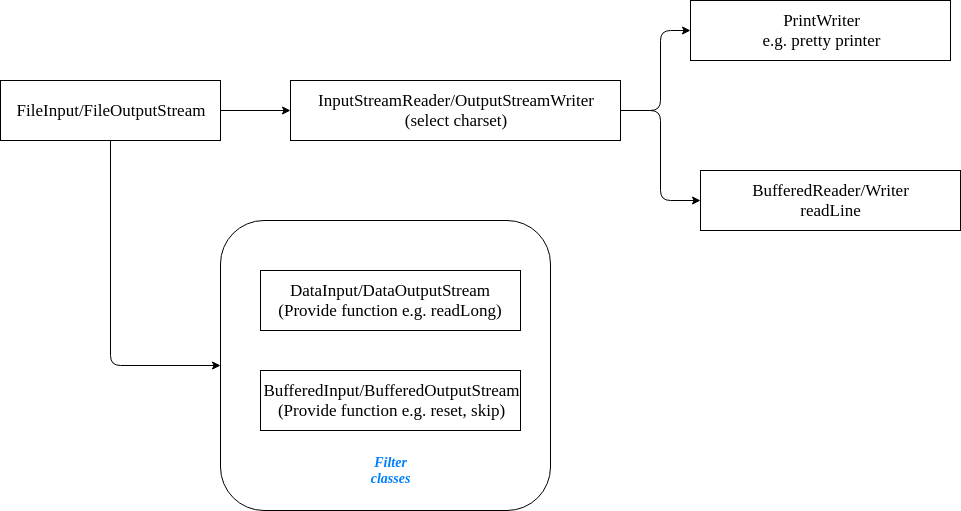 PrintWriter
e.g. pretty printer
FileInput/FileOutputStream
InputStreamReader/OutputStreamWriter
(select charset)
BufferedReader/Writer
readLine
DataInput/DataOutputStream
(Provide function e.g. readLong)
BufferedInput/BufferedOutputStream
(Provide function e.g. reset, skip)
Filter
classes